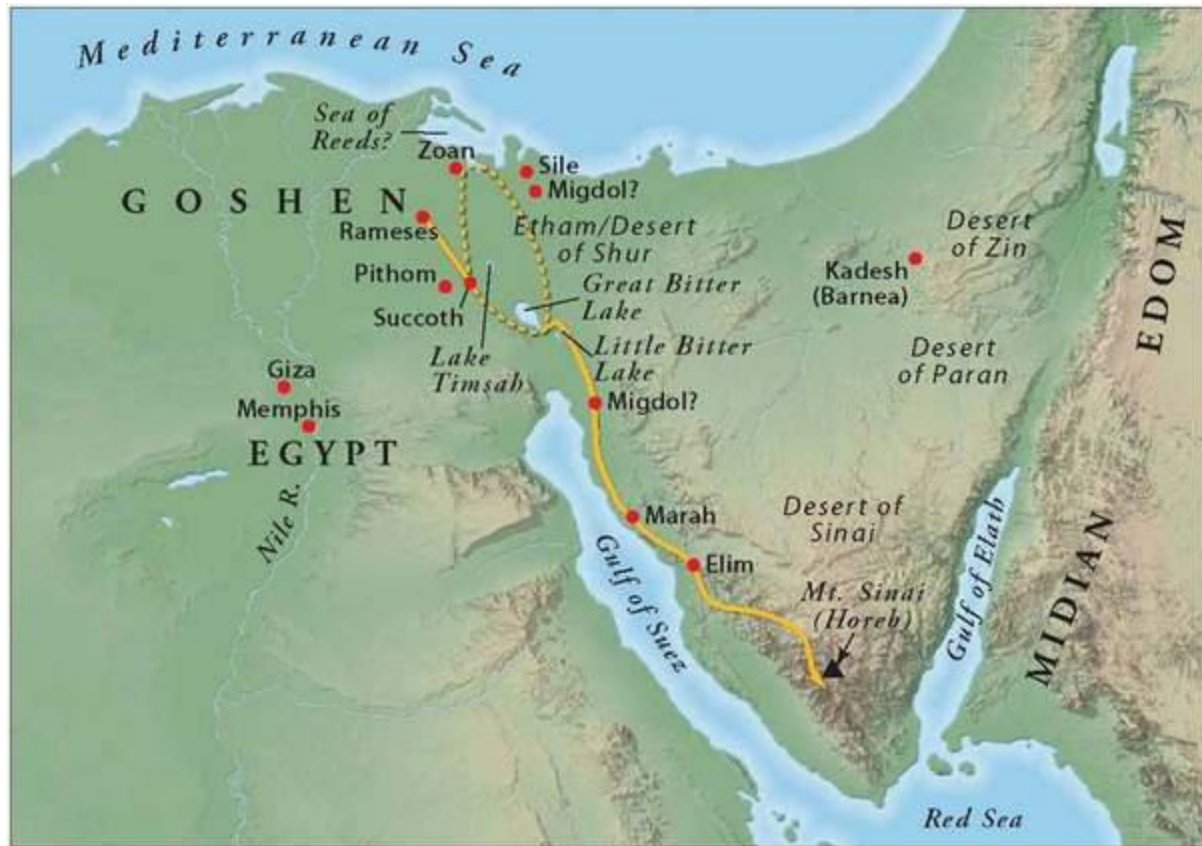 Mediterranean Sea
Sea of
Reeds?
Zoan
Sile
Migdol?
GOSHEN
Rameses
Etham/Desert
of Shur
Desert
of Zin
Pithom
Kadesh
(Barnea)
EDOM
Great Bitter
Lake
Succoth
Little Bitter
Lake
Lake
Timsah
Desert
of Paran
Giza
Migdol?
Memphis
EGYPT
Nile R.
Marah
Desert of
Sinai
Elim
Gulf of Suez
Mt. Sinai
(Horeb)
Gulf of Elath
MIDIAN
Red Sea